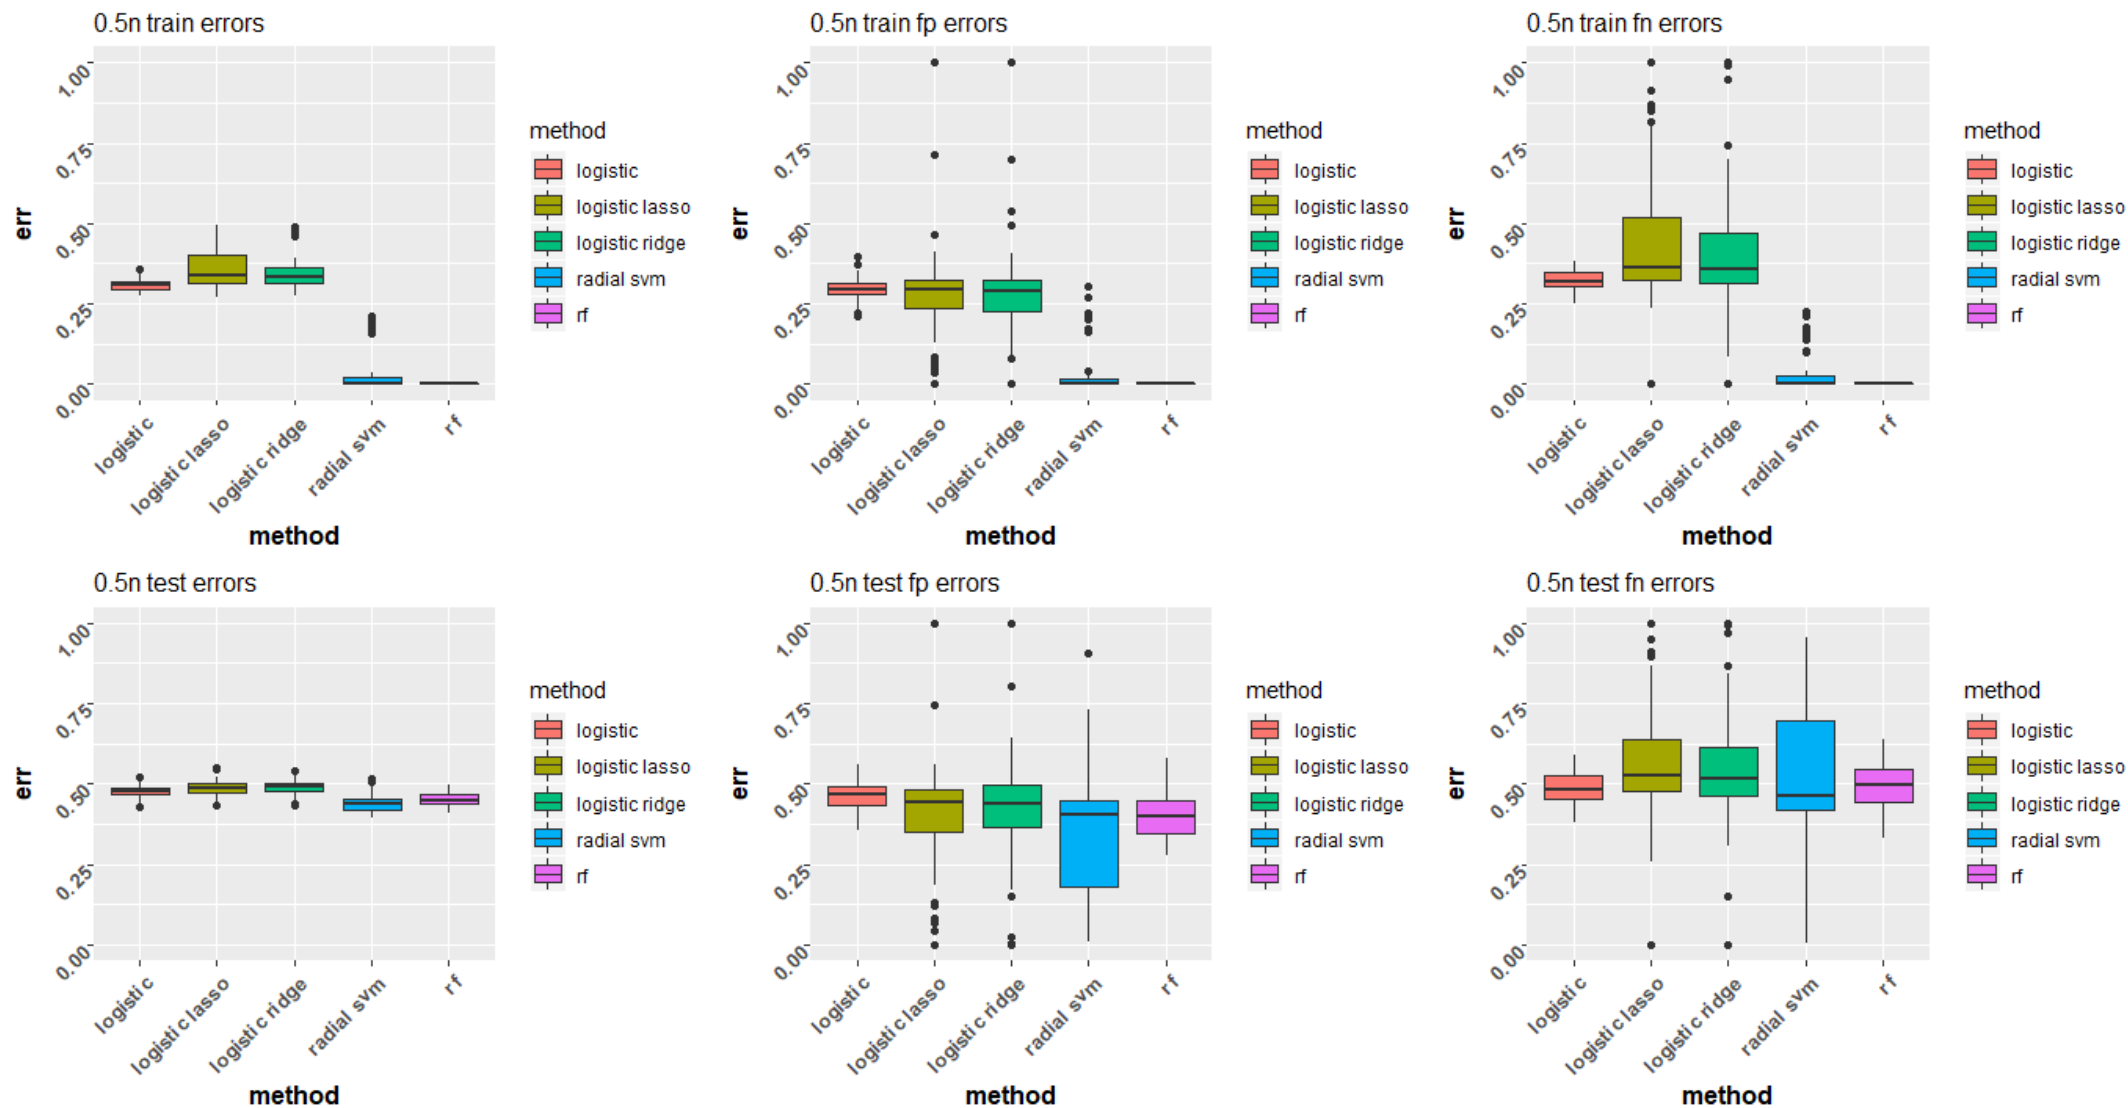 0.5n train errors
err
1.00
0.75
0.50
0.25
0.00
logistic
logistic lasso
logistic ridge
radial svm
rf
method
method
logistic
logistic lasso
logistic ridge
radial svm
rf
0.5n train fp errors
err
1.00
0.75
0.50
0.25
0.00
logistic
logistic lasso
logistic ridge
radial svm
rf
method
method
logistic
logistic lasso
logistic ridge
radial svm
rf
0.5n train fn errors
err
1.00
0.75
0.50
0.25
0.00
logistic
logistic lasso
logistic ridge
radial svm
rf
method
method
logistic
logistic lasso
logistic ridge
radial svm
rf
0.5n test errors
err
1.00
0.75
0.50
0.25
0.00
logistic
logistic lasso
logistic ridge
radial svm
rf
method
method
logistic
logistic lasso
logistic ridge
radial svm
rf
0.5n test fp errors
err
1.00
0.75
0.50
0.25
0.00
logistic
logistic lasso
logistic ridge
radial svm
rf
method
method
logistic
logistic lasso
logistic ridge
radial svm
rf
0.5n test fn errors
err
1.00
0.75
0.50
0.25
0.00
logistic
logistic lasso
logistic ridge
radial svm
rf
method
method
logistic
logistic lasso
logistic ridge
radial svm
rf